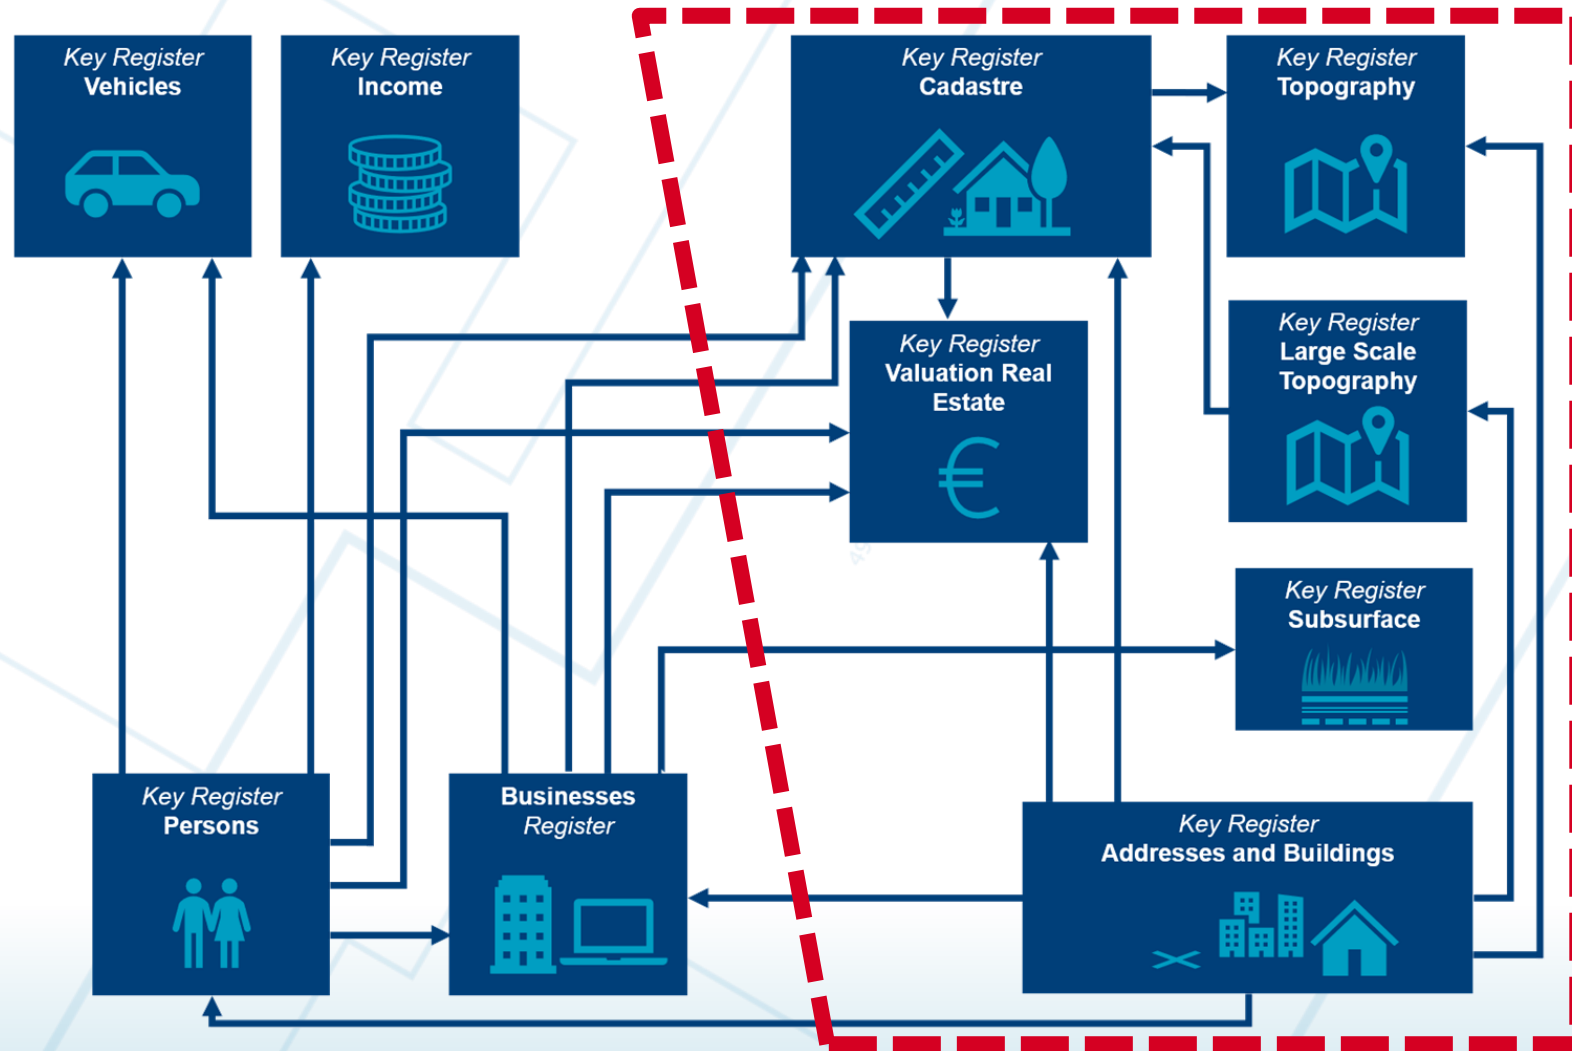 Key Register
Vehicles
Key Register
Income
Key Register
Cadastre
Key Register
Topography
Key Register
Valuation Real
Estate
Key Register
Large Scale
Topography
Key Register
Subsurface
Key Register
Persons
Businesses
Register
Key Register
Addresses and Buildings